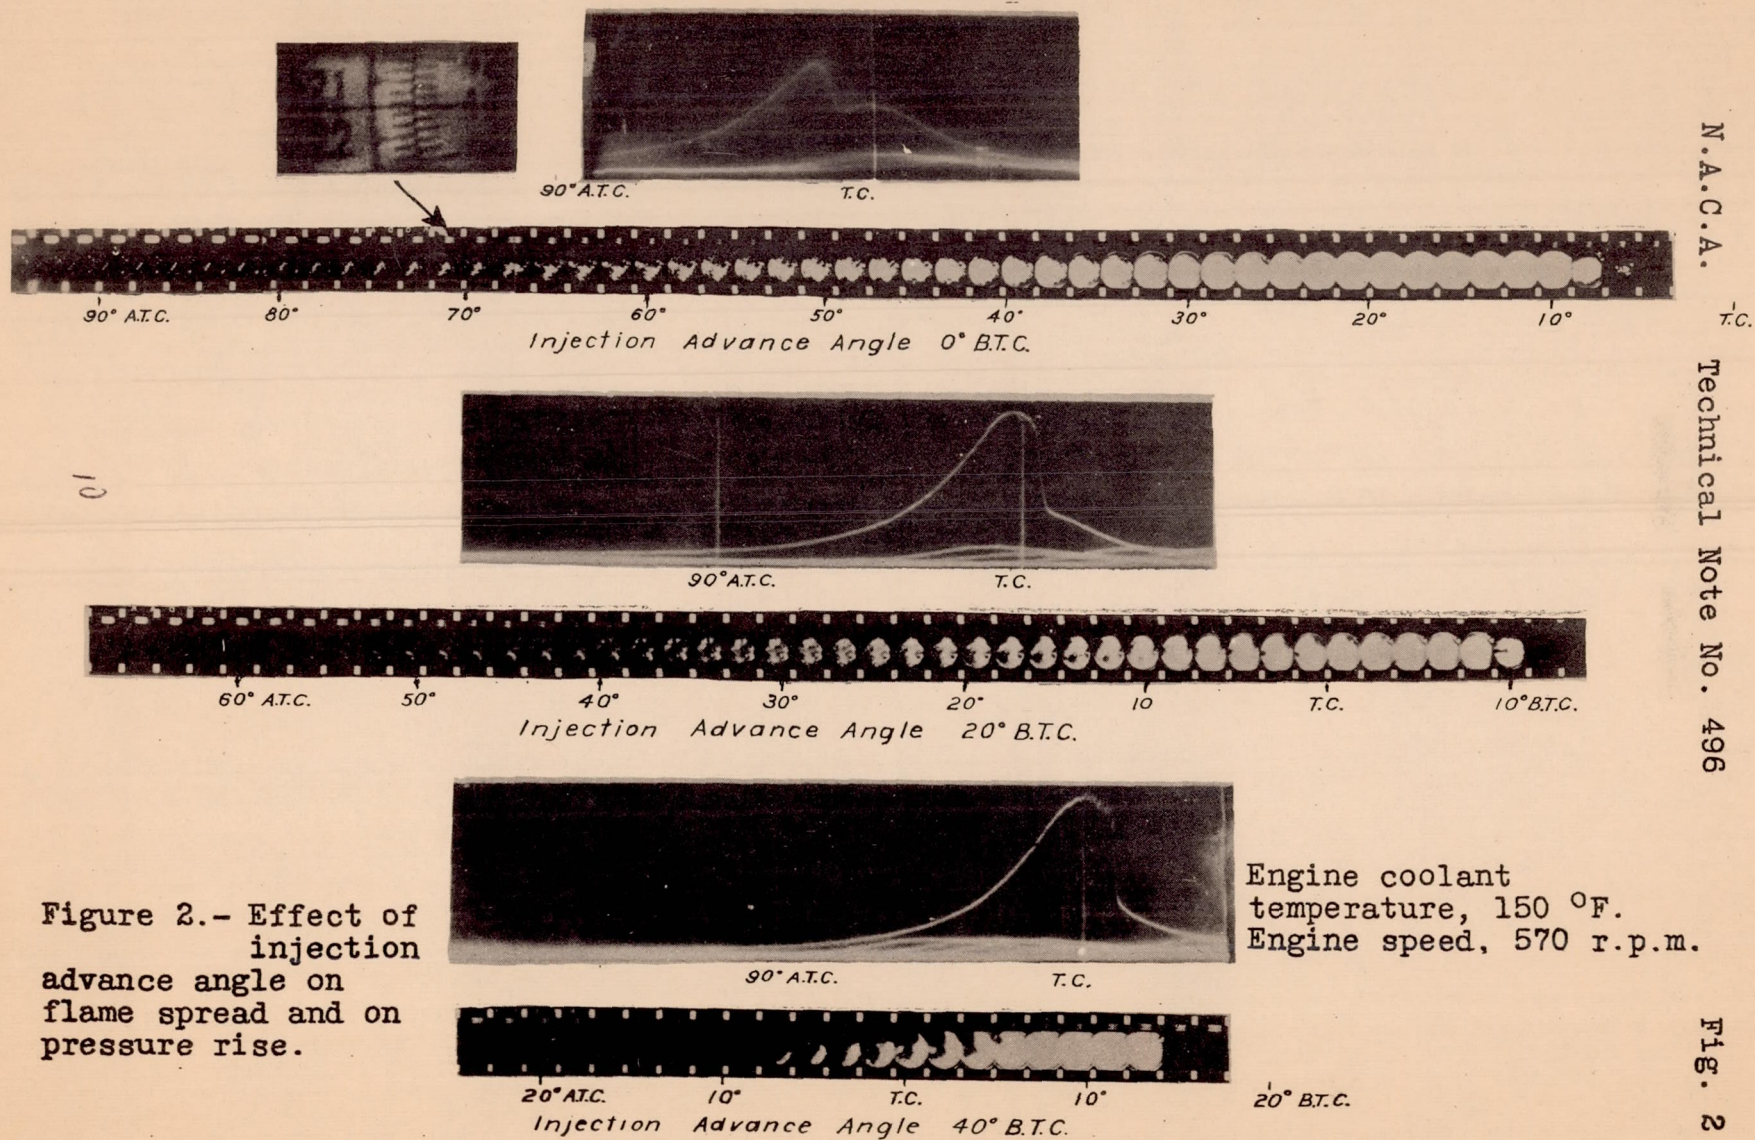 N.A.C.A. Technical Note No. 496 Fig. 2
90° A.T.C. T.C.
90° A.T.C. 80° 70° 60° 50° 40° 30° 20° 10° T.C.
Injection Advance Angle 0° B.T.C.
90° A.T.C. T.C.
60° A.T.C. 50° 40° 30° 20° 10 T.C. 10° B.T.C.
Injection Advance Angle 20° B.T.C.
90° A.T.C. T.C.
20° A.T.C. 10° T.C. 10° 20° B.T.C.
Injection Advance Angle 40° B.T.C.
Engine coolant
temperature, 150 °F.
Engine speed, 570 r.p.m.
Figure 2.- Effect of
injection
advance angle on
flame spread and on
pressure rise.